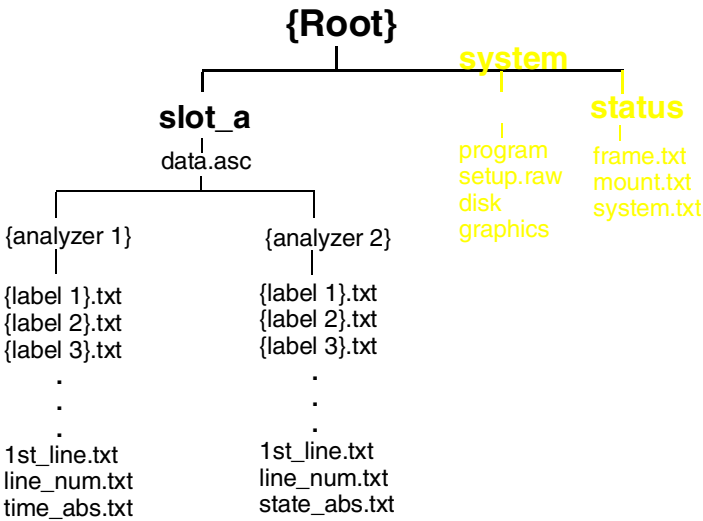 {Root}
system
slot_a
status
data.asc
program
setup.raw
disk
graphics
frame.txt
mount.txt
system.txt
{analyzer 1}
{analyzer 2}
{label 1}.txt
{label 2}.txt
{label 3}.txt
.
.
.
1st_line.txt
line_num.txt
time_abs.txt
{label 1}.txt
{label 2}.txt
{label 3}.txt
.
.
.
1st_line.txt
line_num.txt
state_abs.txt